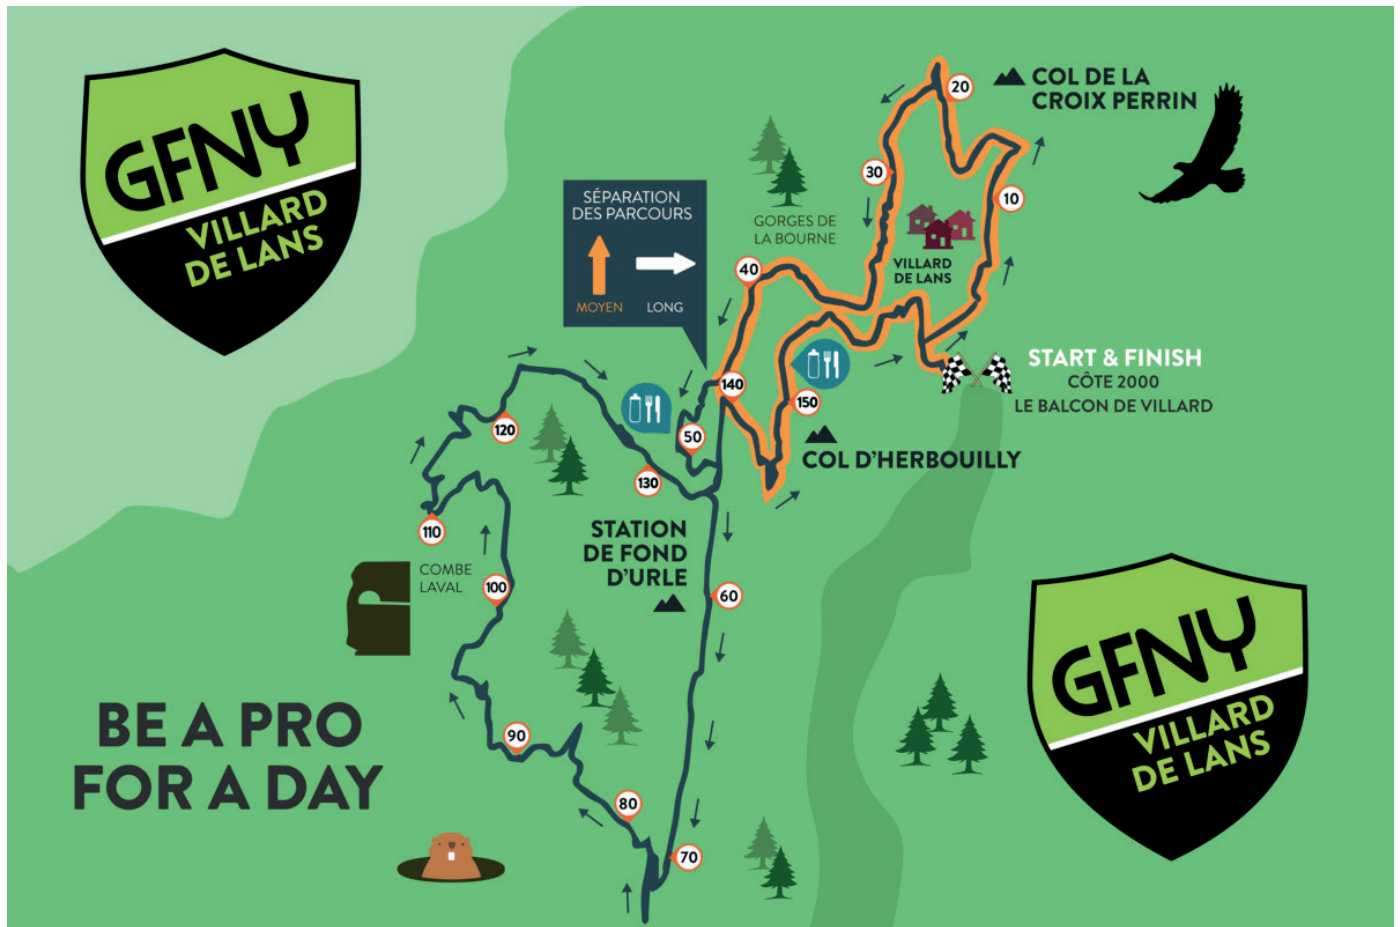 GFNY
VILLARD
DE LANS
SÉPARATION
DES PARCOURS
MOYEN
LONG
GORGES DE
LA BOURNE
COL DE LA
CROIX PERRIN
20
30
10
VILLARD
DE LANS
40
START & FINISH
CÔTE 2000
LE BALCON DE VILLARD
140
150
COL D'HERBOUILLY
50
120
130
110
STATION
DE FOND
D'URLE
COMBE
LAVAL
100
60
BE A PRO
FOR A DAY
90
80
70
GFNY
VILLARD
DE LANS